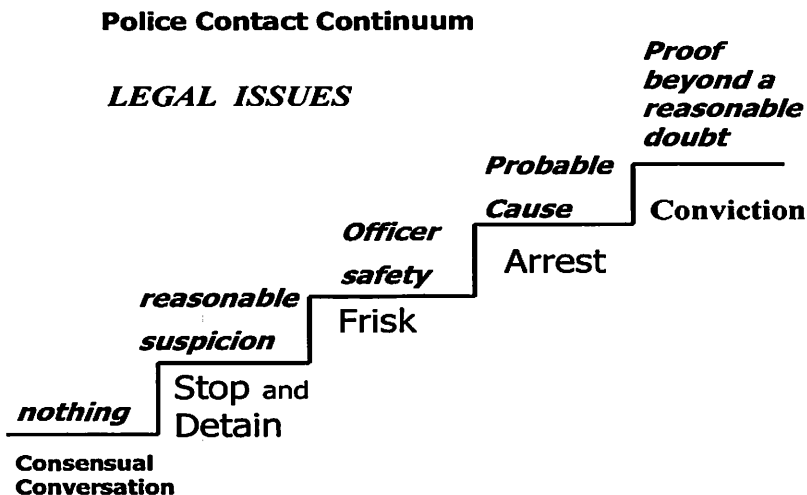 Police Contact Continuum
LEGAL ISSUES
Proof
beyond a
reasonable
doubt
Conviction
Probable
Cause
Arrest
Officer
safety
Frisk
reasonable
suspicion
Stop and
Detain
nothing
Consensual
Conversation